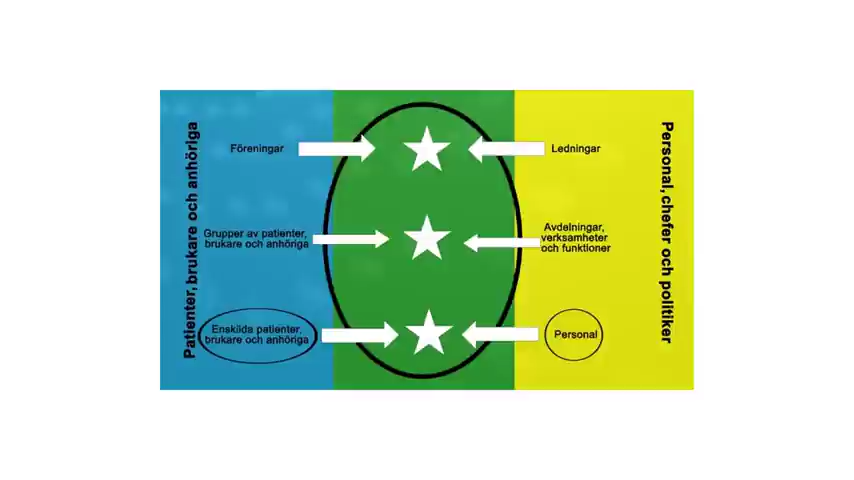 Patienter, brukare och anhöriga
Föreningar
Grupper av patienter,
brukare och anhöriga
Enskilda patienter,
brukare och anhöriga
Ledningar
Avdelningar,
verksamheter
och funktioner
Personal
Personal, chefer och politiker